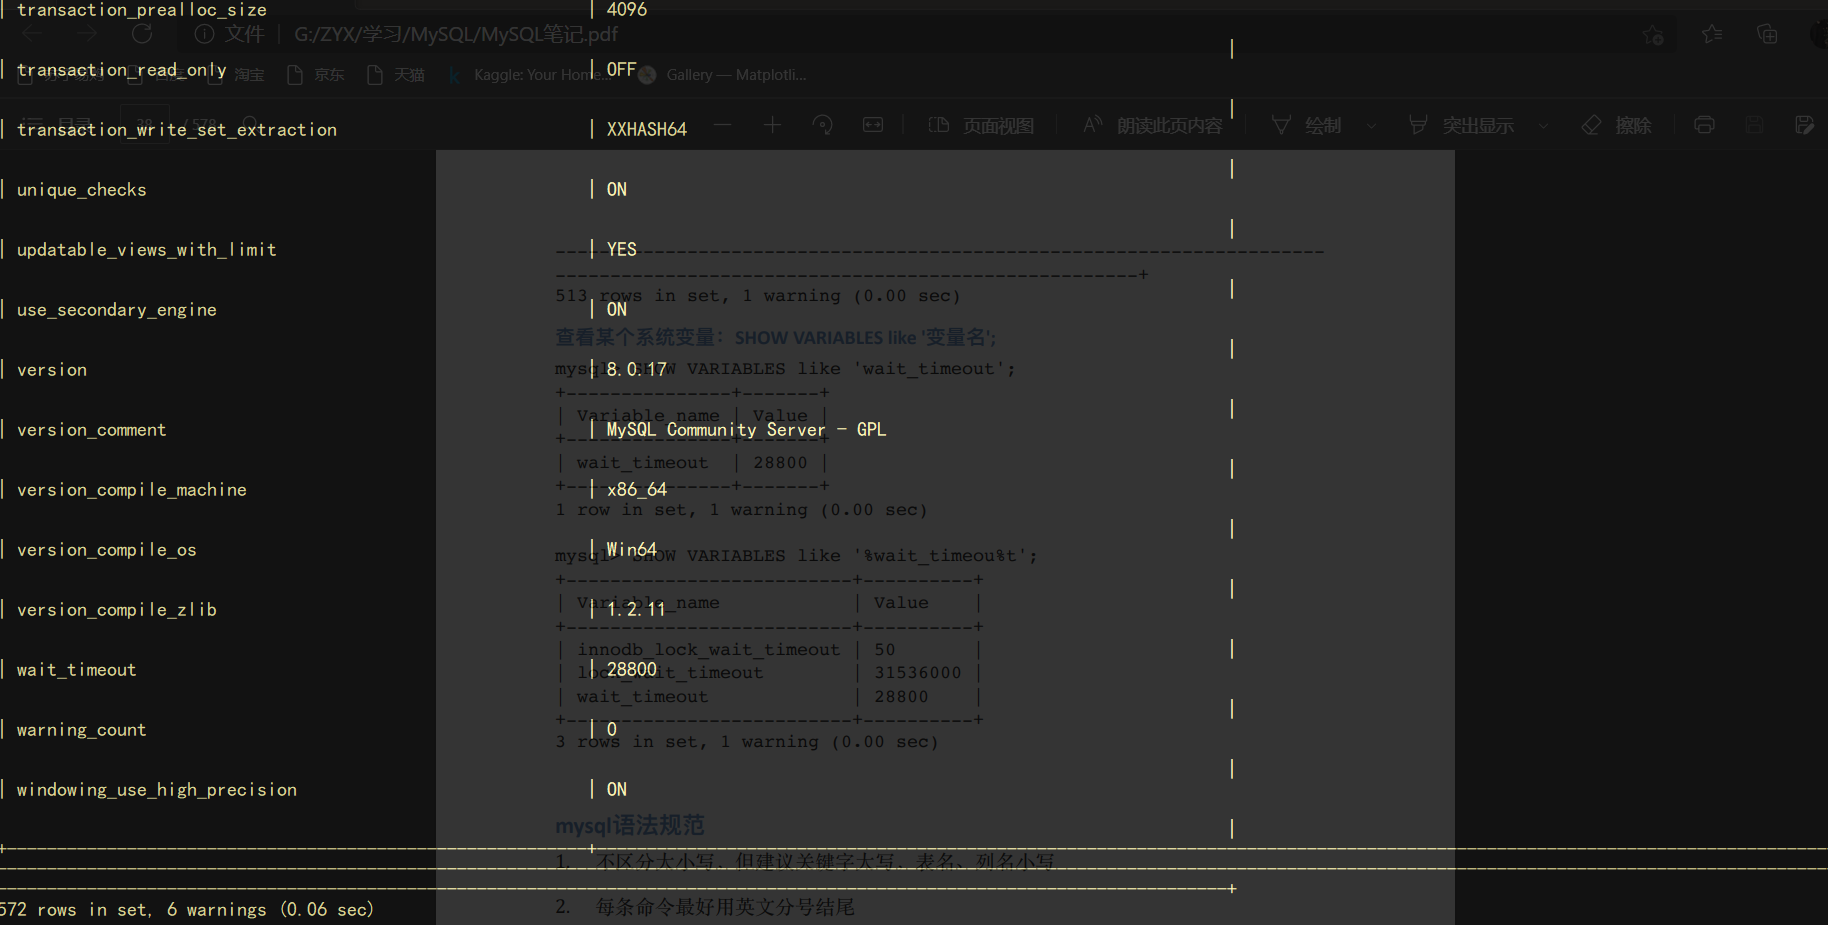 | transaction_prealloc_size | 4096
文件 | G:/ZYX/学习/MySQL/MySQL笔记.pdf
| transaction_read_only | OFF |
淘宝 京东 天猫 Kaggle: Your Home... Gallery — Matplotli...
| transaction_write_set_extraction | XXHASH64 |
目录 38 / 578 页面视图 朗读此页内容 绘制 突出显示 擦除
| unique_checks | ON |
| updatable_views_with_limit | YES |
| use_secondary_engine | ON |
| version | 8.0.17 |
| version_comment | MySQL Community Server - GPL |
| version_compile_machine | x86_64 |
| version_compile_os | Win64 |
| version_compile_zlib | 1.2.11 |
| wait_timeout | 28800 |
| warning_count | 0 |
| windowing_use_high_precision | ON |
572 rows in set, 6 warnings (0.06 sec)
513 rows in set, 1 warning (0.00 sec)
查看某个系统变量：SHOW VARIABLES like '变量名';
mysql> SHOW VARIABLES like 'wait_timeout';
| Variable_name | Value |
| wait_timeout | 28800 |
1 row in set, 1 warning (0.00 sec)
mysql> SHOW VARIABLES like '%wait_timeou%t';
| Variable_name | Value |
| innodb_lock_wait_timeout | 50 |
| lock_wait_timeout | 31536000 |
| wait_timeout | 28800 |
3 rows in set, 1 warning (0.00 sec)
mysql语法规范
1. 不区分大小写，但建议关键字大写，表名、列名小写
2. 每条命令最好用英文分号结尾